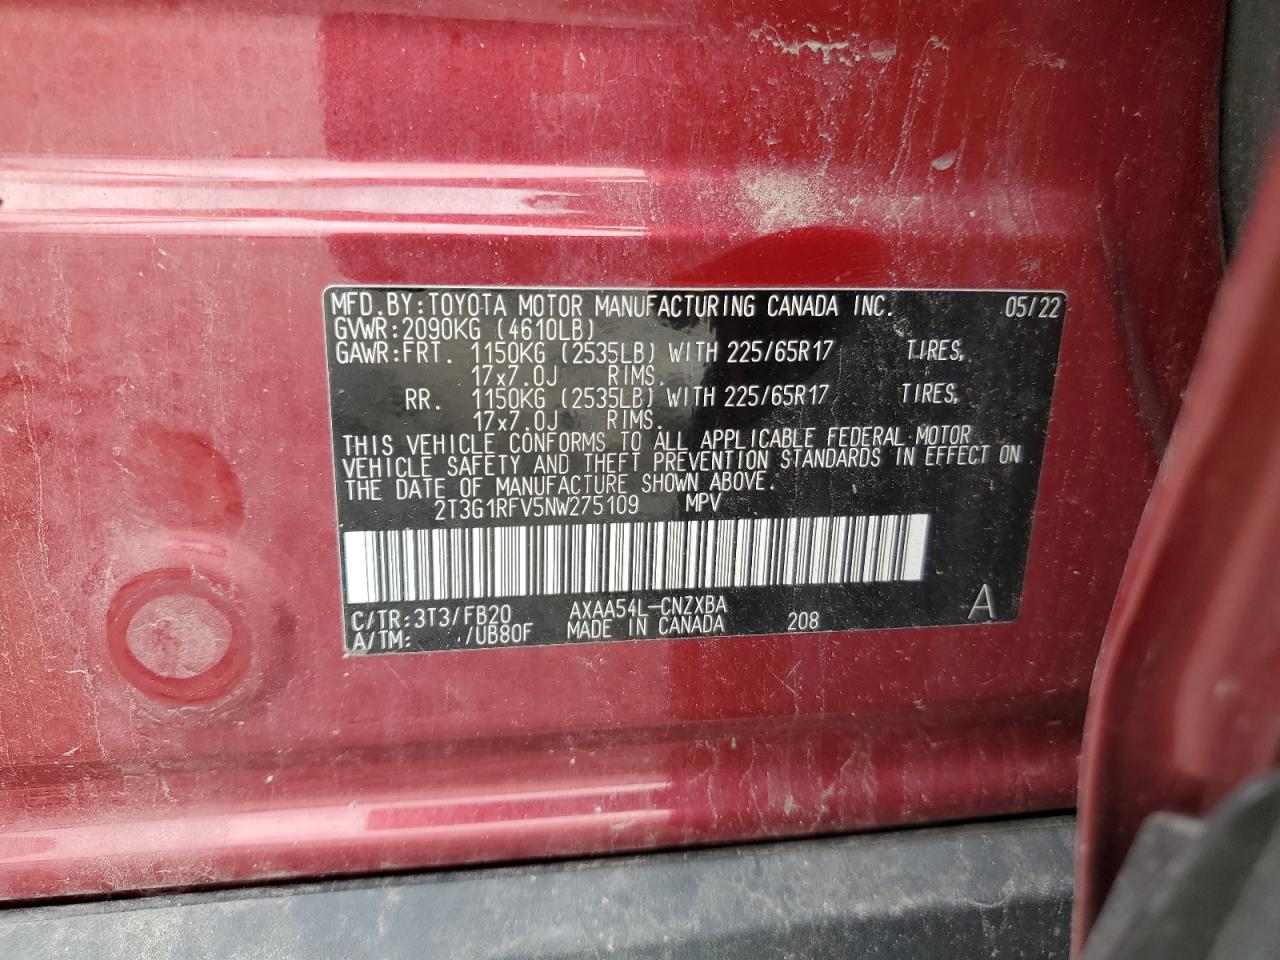 MFD.BY:TOYOTA MOTOR MANUFACTURING CANADA INC. 05/22
GVWR:2090KG (4610LB)
GAWR:FRT. 1150KG (2535LB) WITH 225/65R17 TIRES,
17x7.0J RIMS.
RR. 1150KG (2535LB) WITH 225/65R17 TIRES,
17x7.0J RIMS.
THIS VEHICLE CONFORMS TO ALL APPLICABLE FEDERAL MOTOR
VEHICLE SAFETY AND THEFT PREVENTION STANDARDS IN EFFECT ON
THE DATE OF MANUFACTURE SHOWN ABOVE.
2T3G1RFV5NW275109 MPV
C/TR:3T3/FB20 AXAA54L-CNZXBA 208 A
A/TM: /UB80F MADE IN CANADA